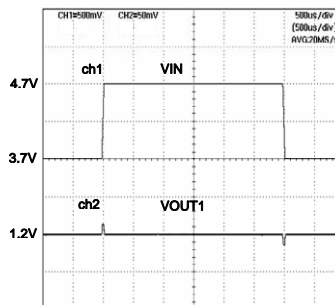 CH1=500mV CH2=50mV 500us/div
(500us/div)
AVG:20MS/
ch1 VIN
4.7V
3.7V
ch2 VOUT1
1.2V